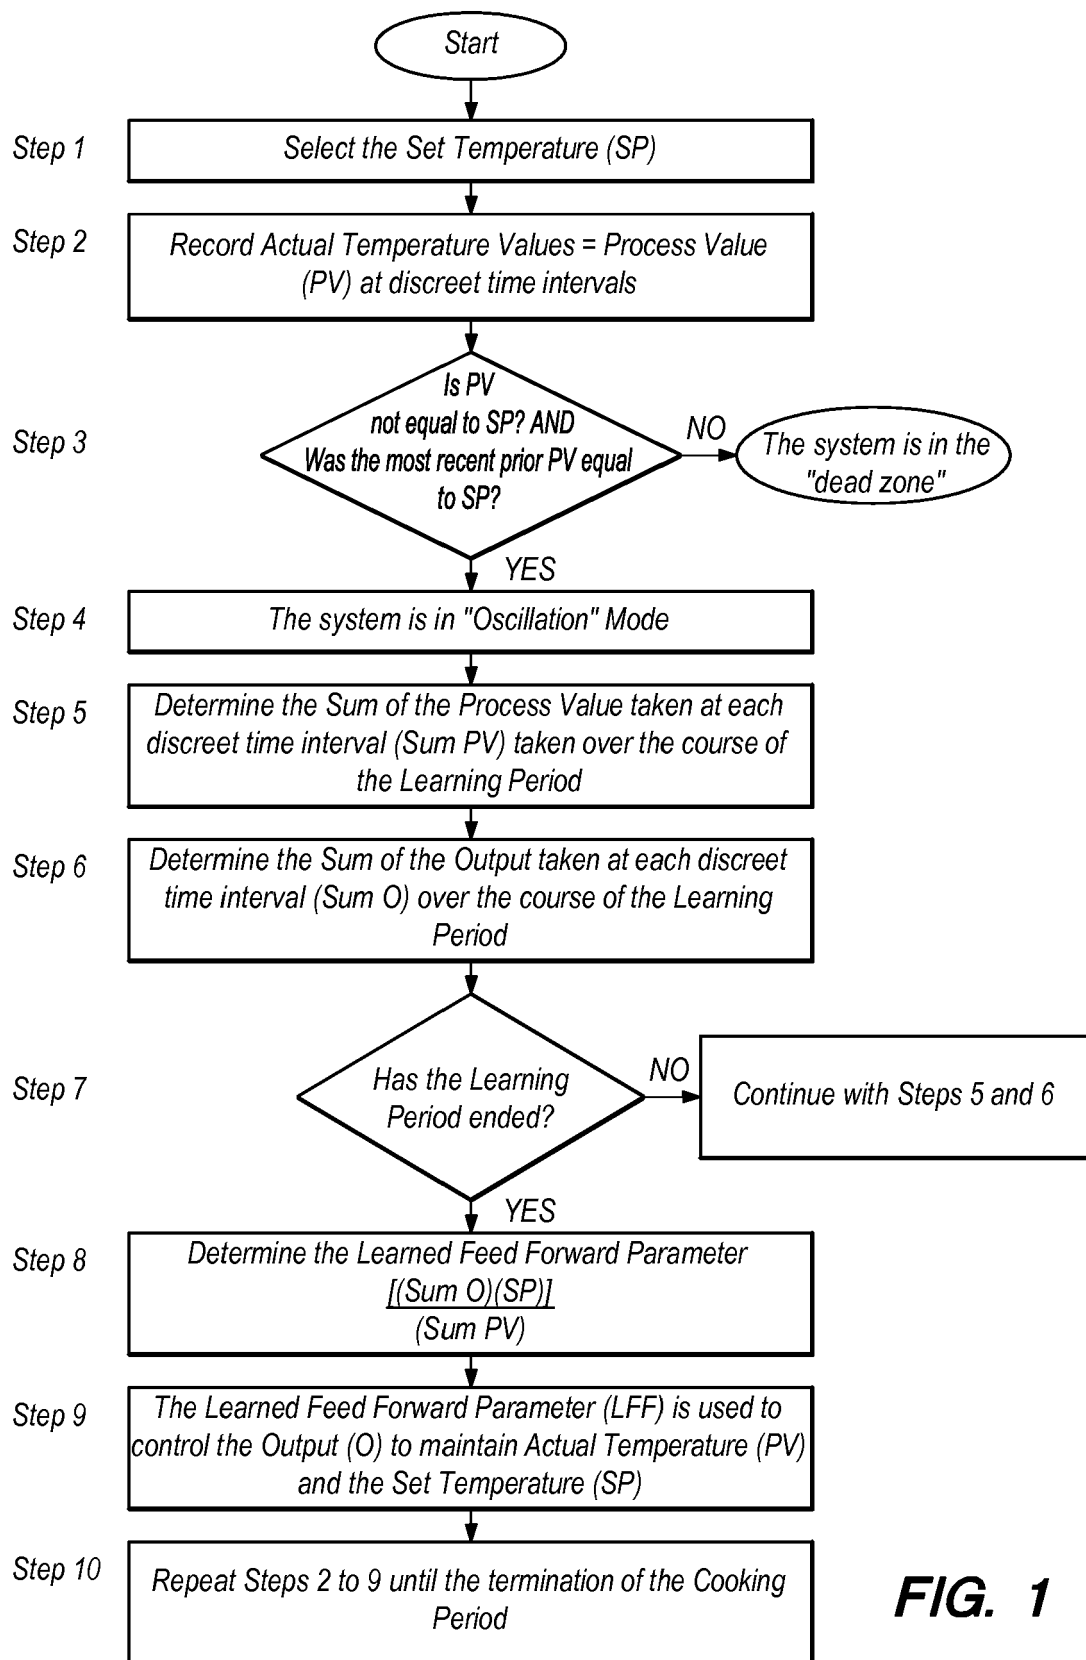 Start
Step 1
Select the Set Temperature (SP)
Step 2
Record Actual Temperature Values = Process Value
(PV) at discreet time intervals
Step 3
Is PV
not equal to SP? AND
Was the most recent prior PV equal
to SP?
NO
The system is in the
"dead zone"
YES
Step 4
The system is in "Oscillation" Mode
Step 5
Determine the Sum of the Process Value taken at each
discreet time interval (Sum PV) taken over the course of
the Learning Period
Step 6
Determine the Sum of the Output taken at each discreet
time interval (Sum O) over the course of the Learning
Period
Step 7
Has the Learning
Period ended?
NO
Continue with Steps 5 and 6
YES
Step 8
Determine the Learned Feed Forward Parameter
[(Sum O)(SP)]
(Sum PV)
Step 9
The Learned Feed Forward Parameter (LFF) is used to
control the Output (O) to maintain Actual Temperature (PV)
and the Set Temperature (SP)
Step 10
Repeat Steps 2 to 9 until the termination of the Cooking
Period
FIG. 1